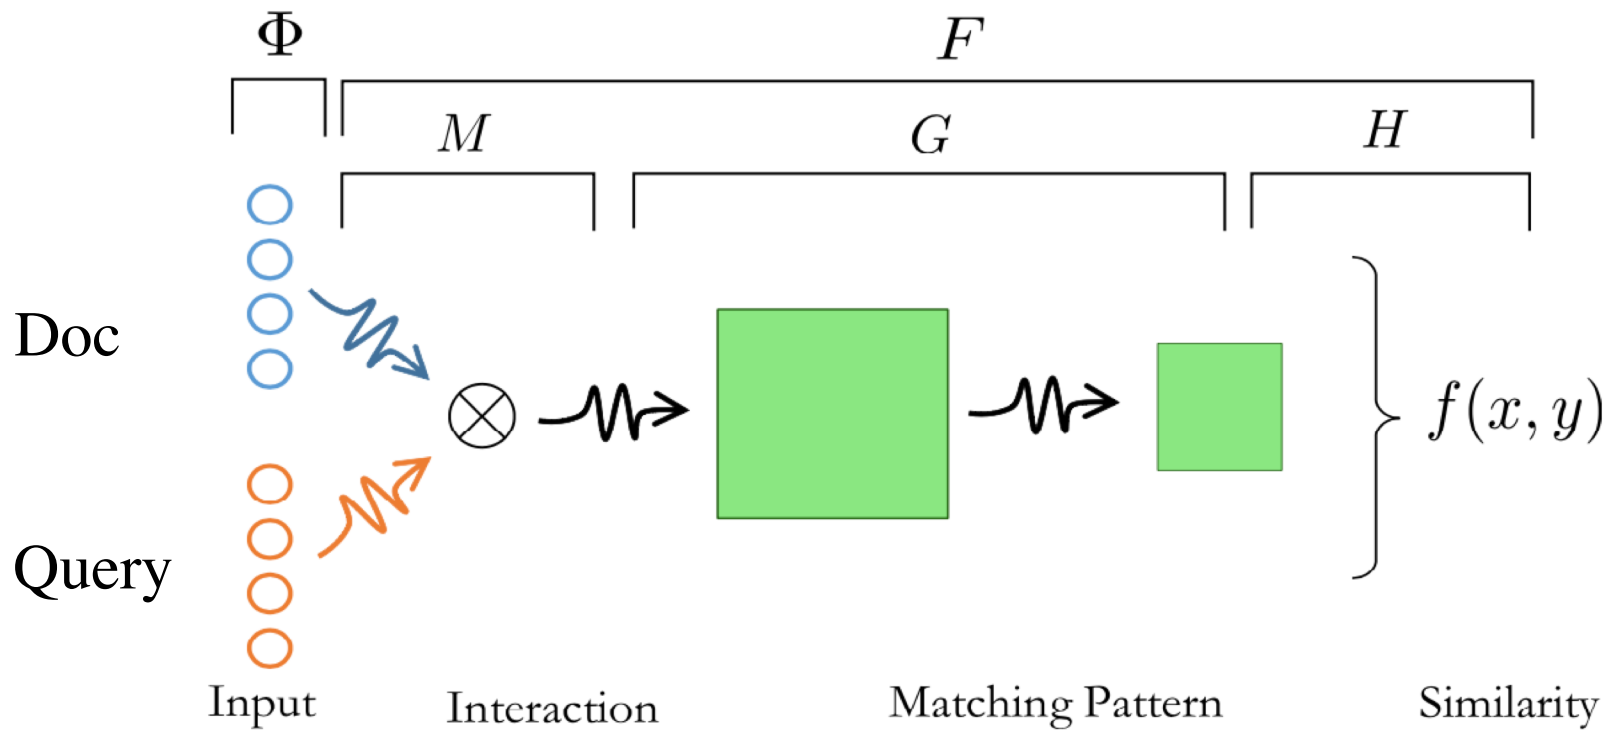 Φ
F
M
G
H
Doc
f(x, y)
Query
Input
Interaction
Matching Pattern
Similarity